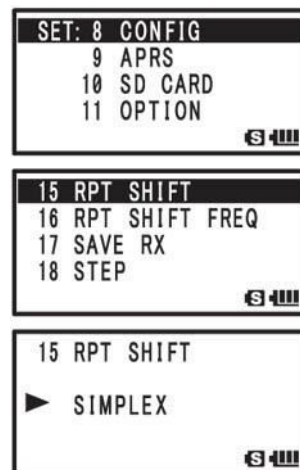 SET: 8 CONFIG
9 APRS
10 SD CARD
11 OPTION
S
15 RPT SHIFT
16 RPT SHIFT FREQ
17 SAVE RX
18 STEP
S
15 RPT SHIFT
SIMPLEX
S